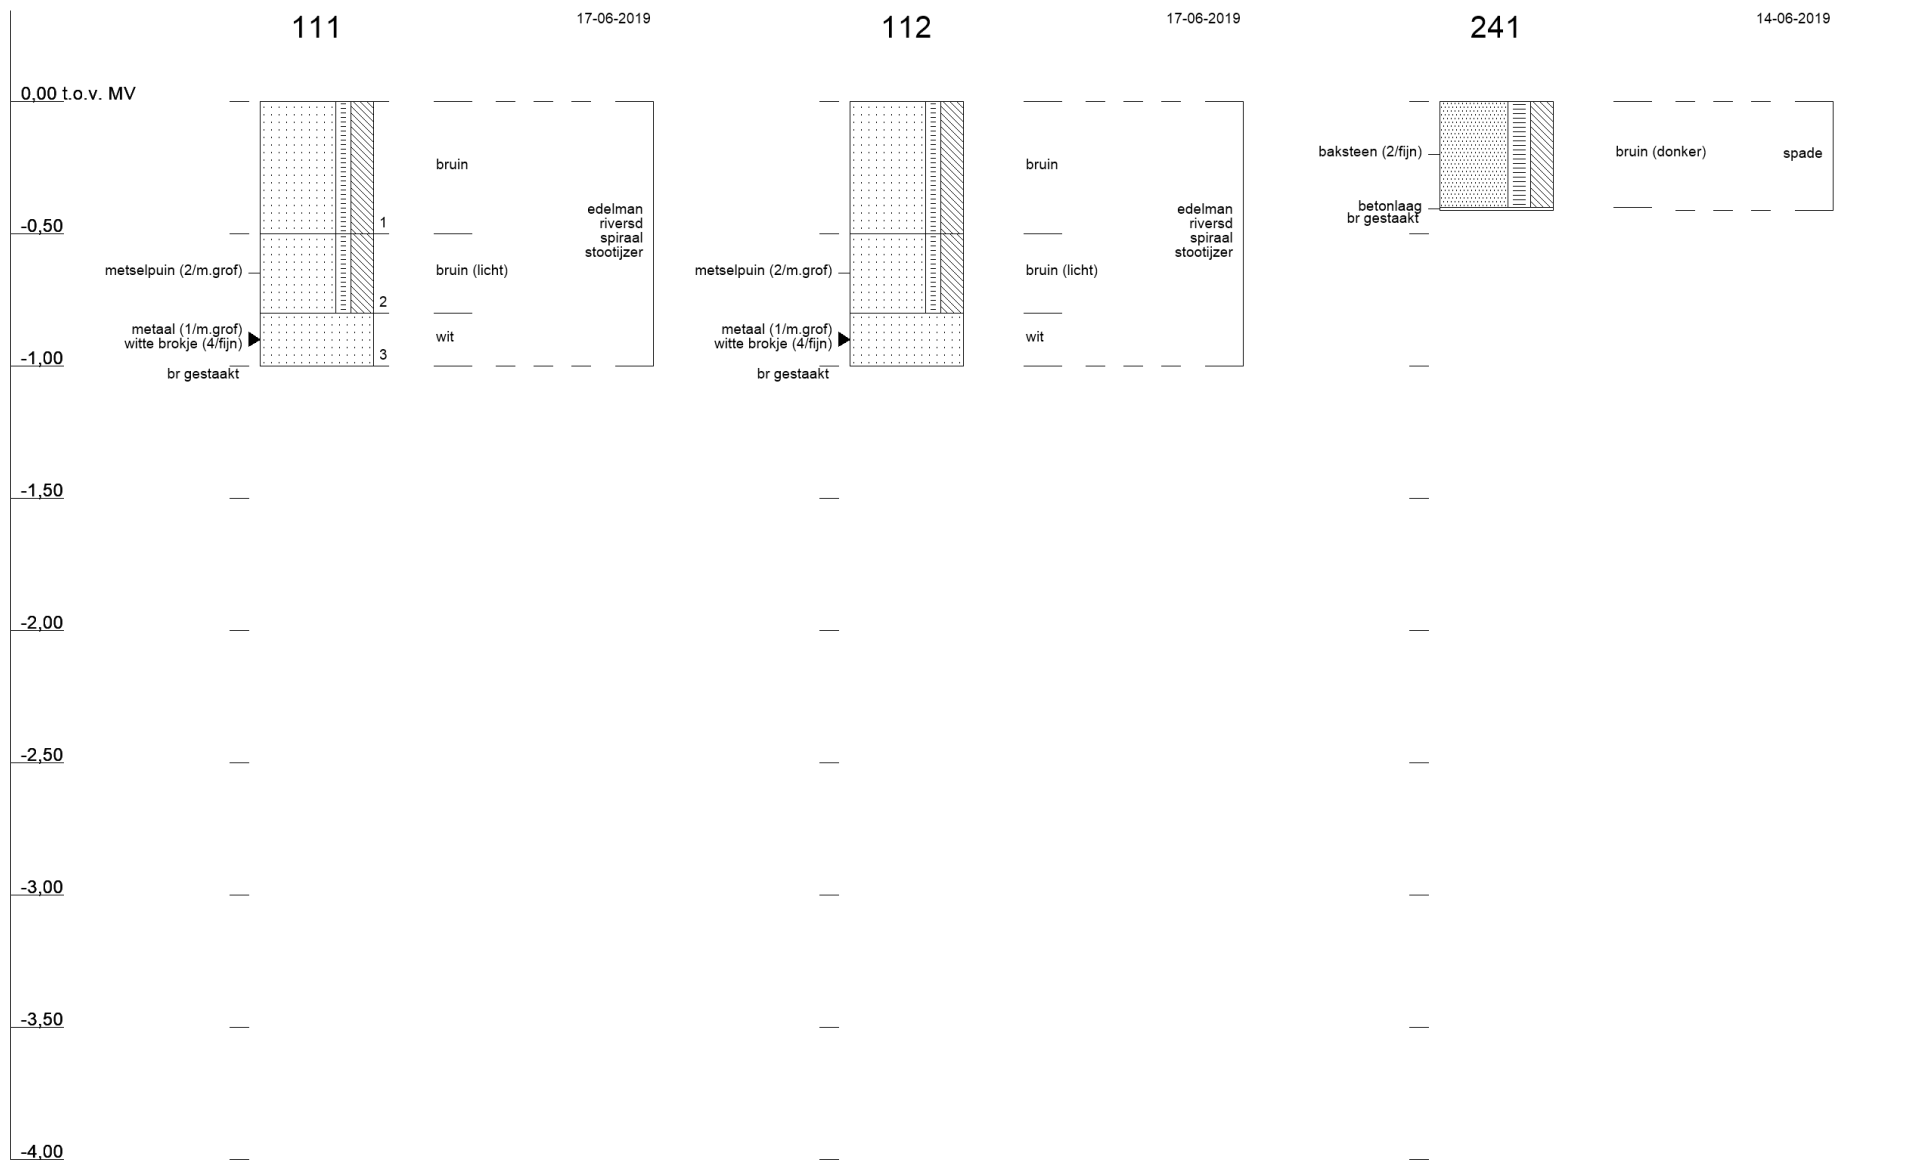 111
17-06-2019
112
17-06-2019
241
14-06-2019
0,00 t.o.v. MV
-0,50
-1,00
-1,50
-2,00
-2,50
-3,00
-3,50
-4,00
bruin
edelman
riversd
spiraal
stootijzer
1
metselpuin (2/m.grof)
bruin (licht)
2
metaal (1/m.grof)
witte brokje (4/fijn)
wit
3
br gestaakt
bruin
edelman
riversd
spiraal
stootijzer
metselpuin (2/m.grof)
bruin (licht)
metaal (1/m.grof)
witte brokje (4/fijn)
wit
br gestaakt
baksteen (2/fijn)
bruin (donker)
spade
betonlaag
br gestaakt